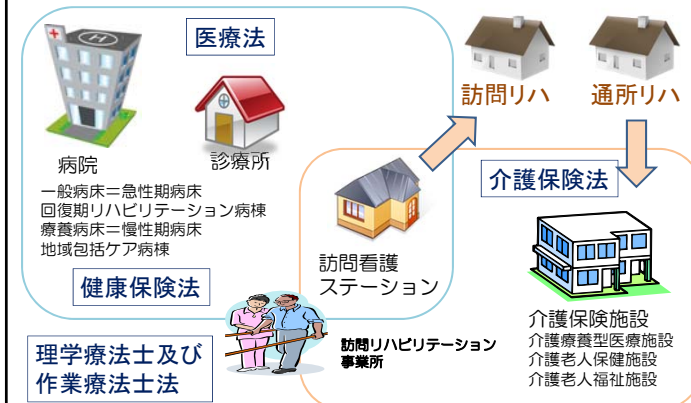 医療法
病院
診療所
一般病床＝急性期病床
回復期リハビリテーション病棟
療養病床＝慢性期病床
地域包括ケア病棟
健康保険法
理学療法士及び
作業療法士法
訪問看護
ステーション
訪問リハビリテーション
事業所
訪問リハ
通所リハ
介護保険法
介護保険施設
介護療養型医療施設
介護老人保健施設
介護老人福祉施設
H